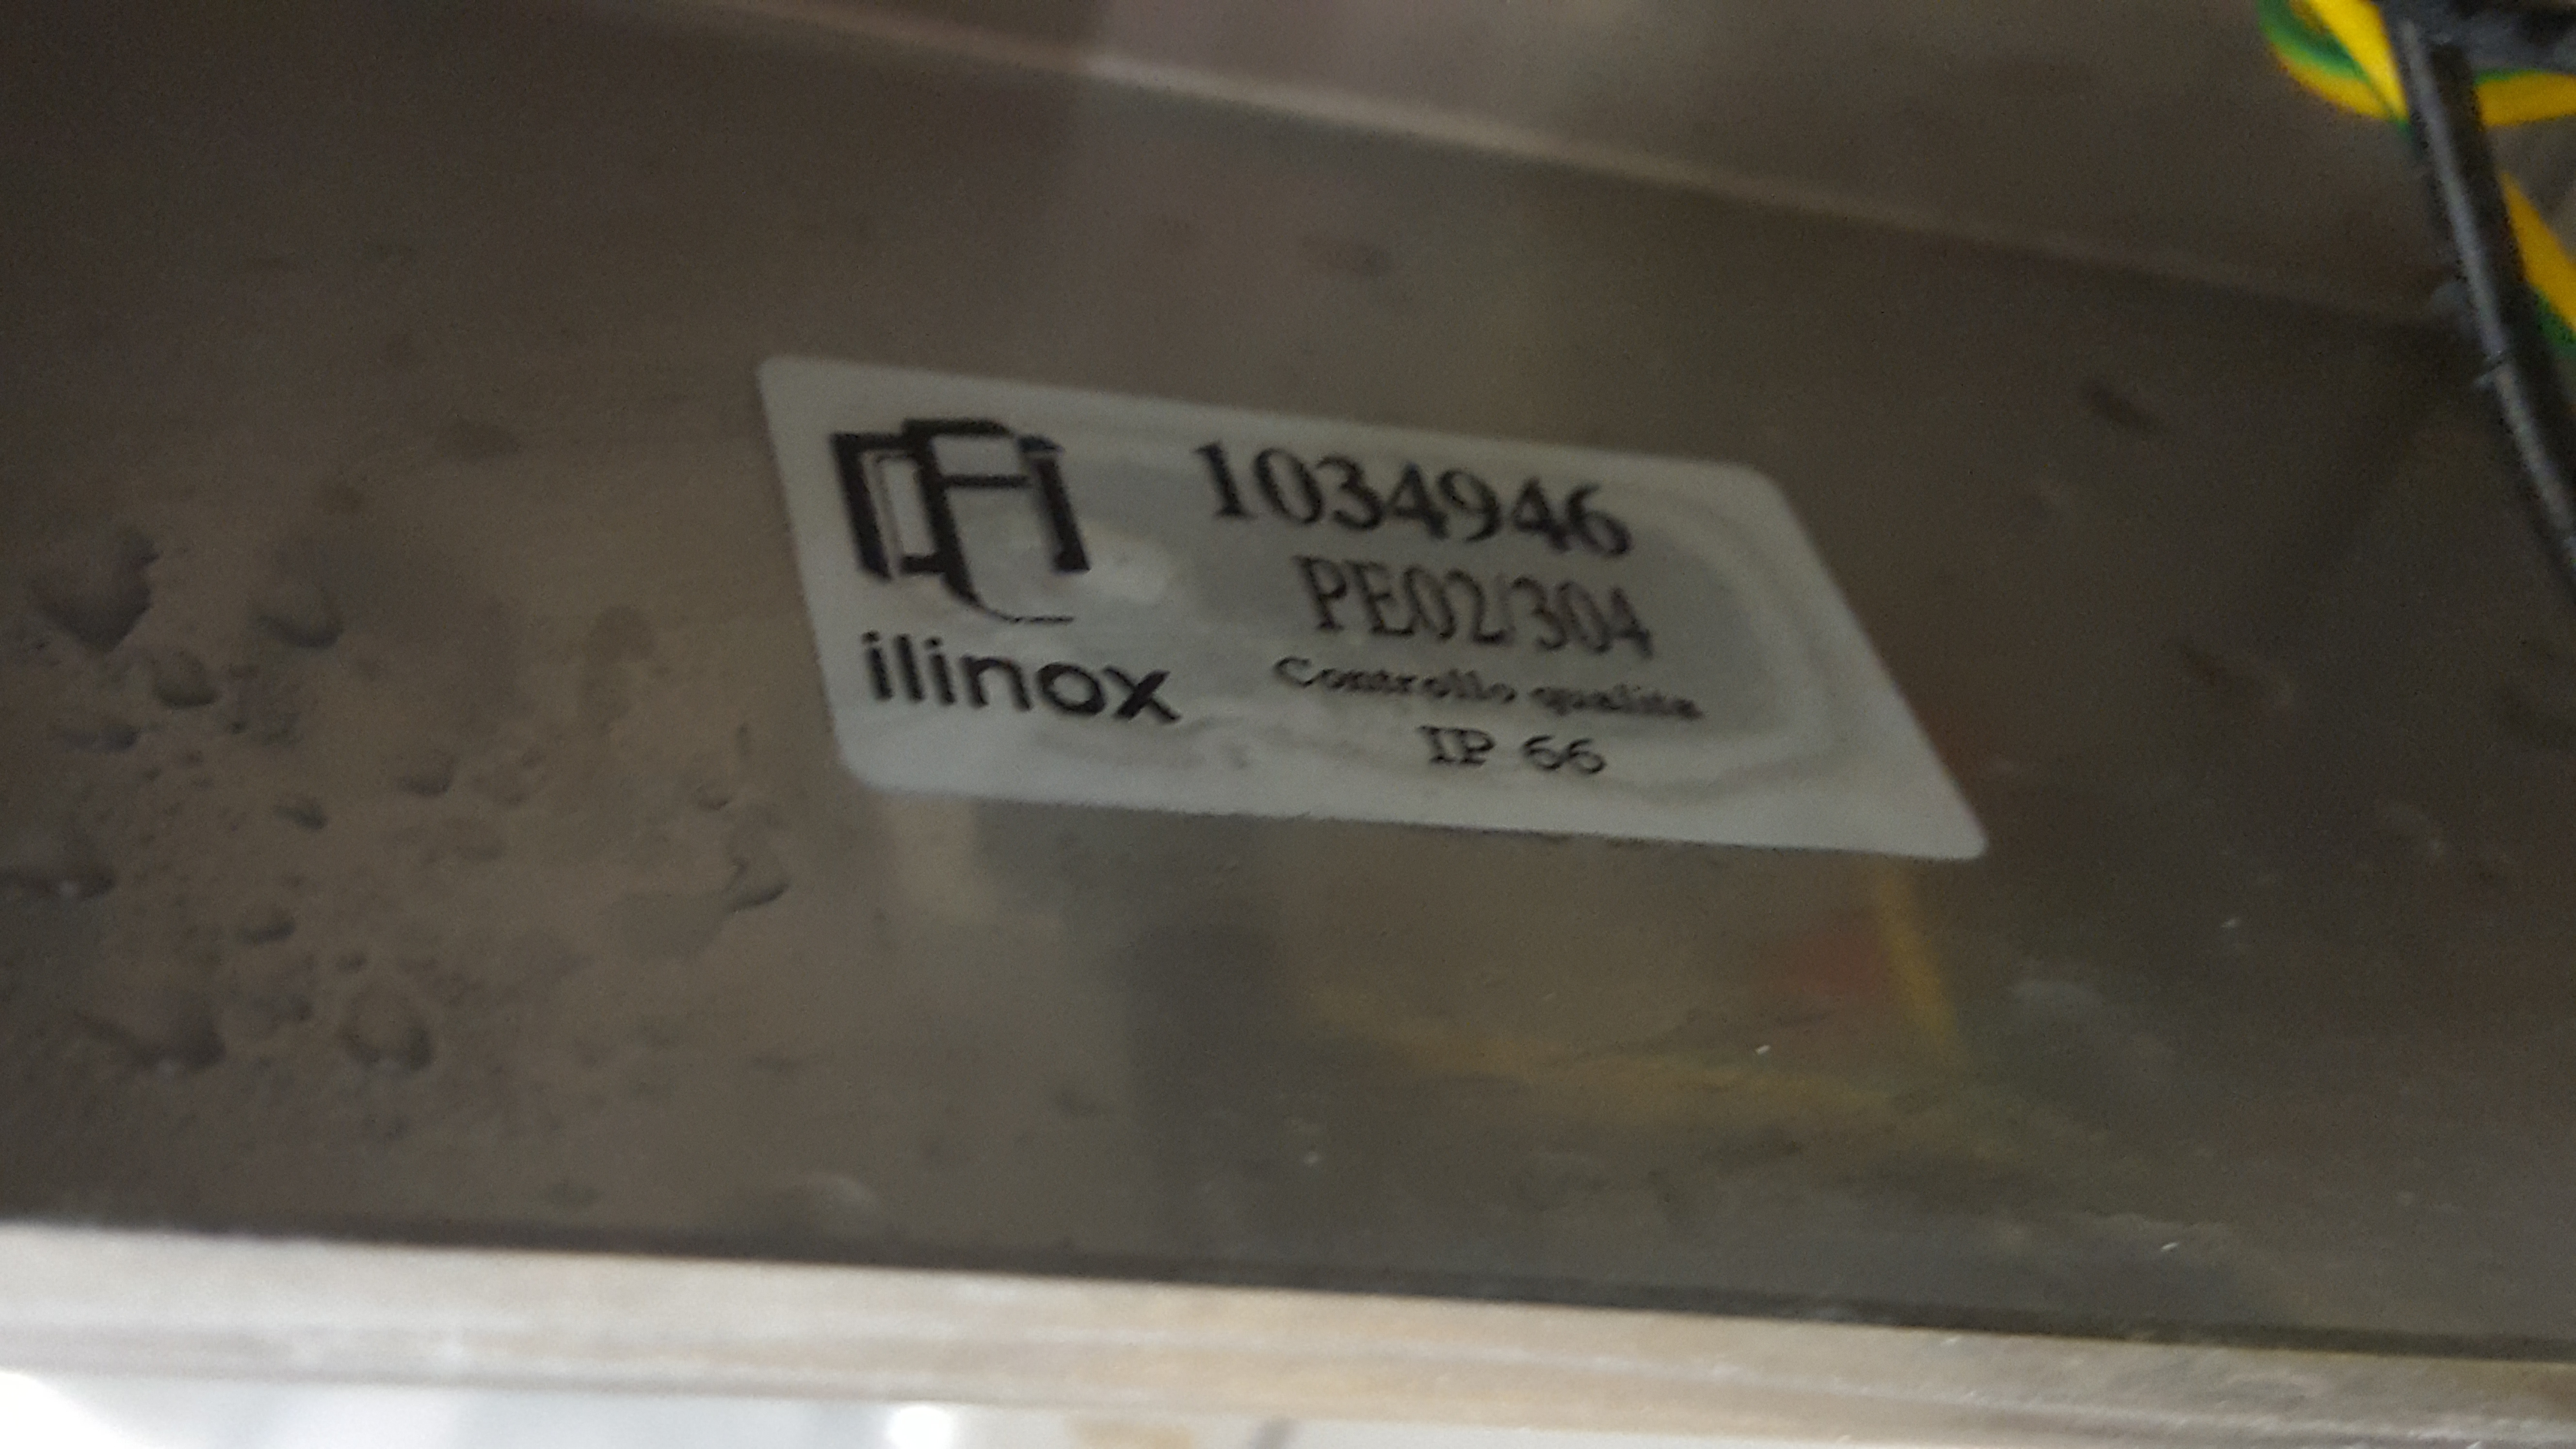 1034946
PE02/304
ilinox
Controllo qualita
IP 66